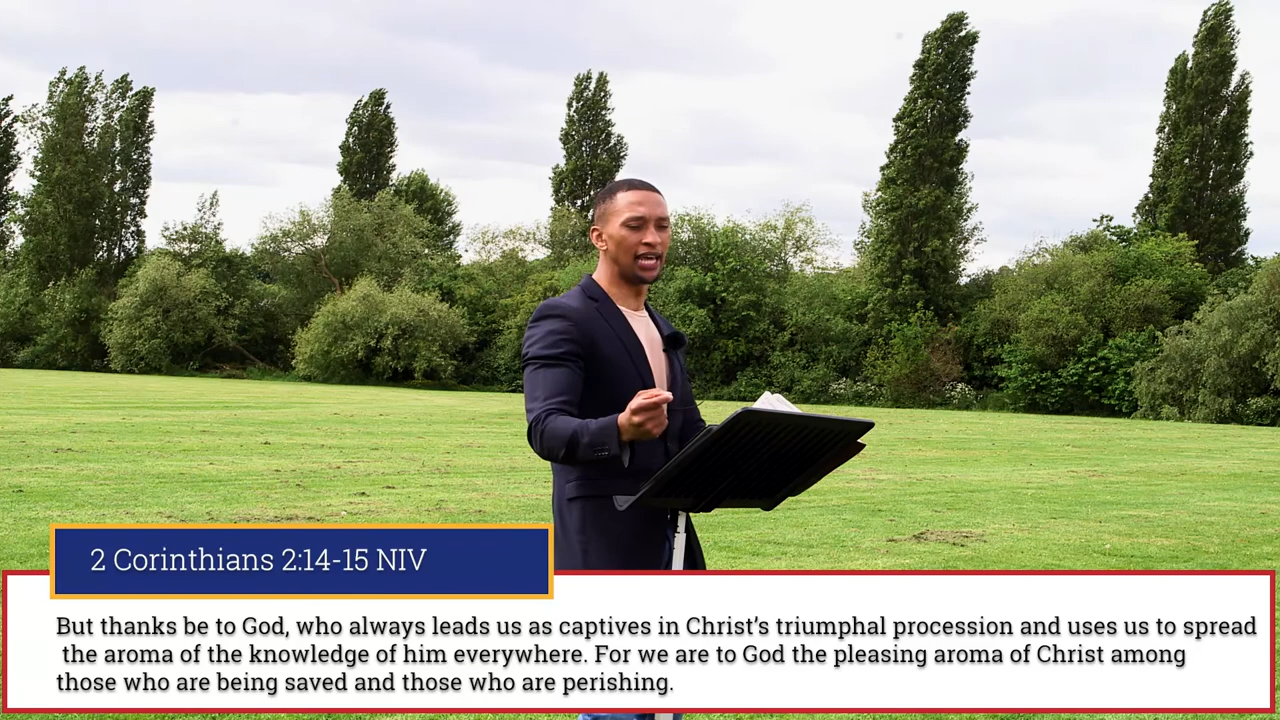 2 Corinthians 2:14-15 NIV
But thanks be to God, who always leads us as captives in Christ’s triumphal procession and uses us to spread
the aroma of the knowledge of him everywhere. For we are to God the pleasing aroma of Christ among
those who are being saved and those who are perishing.